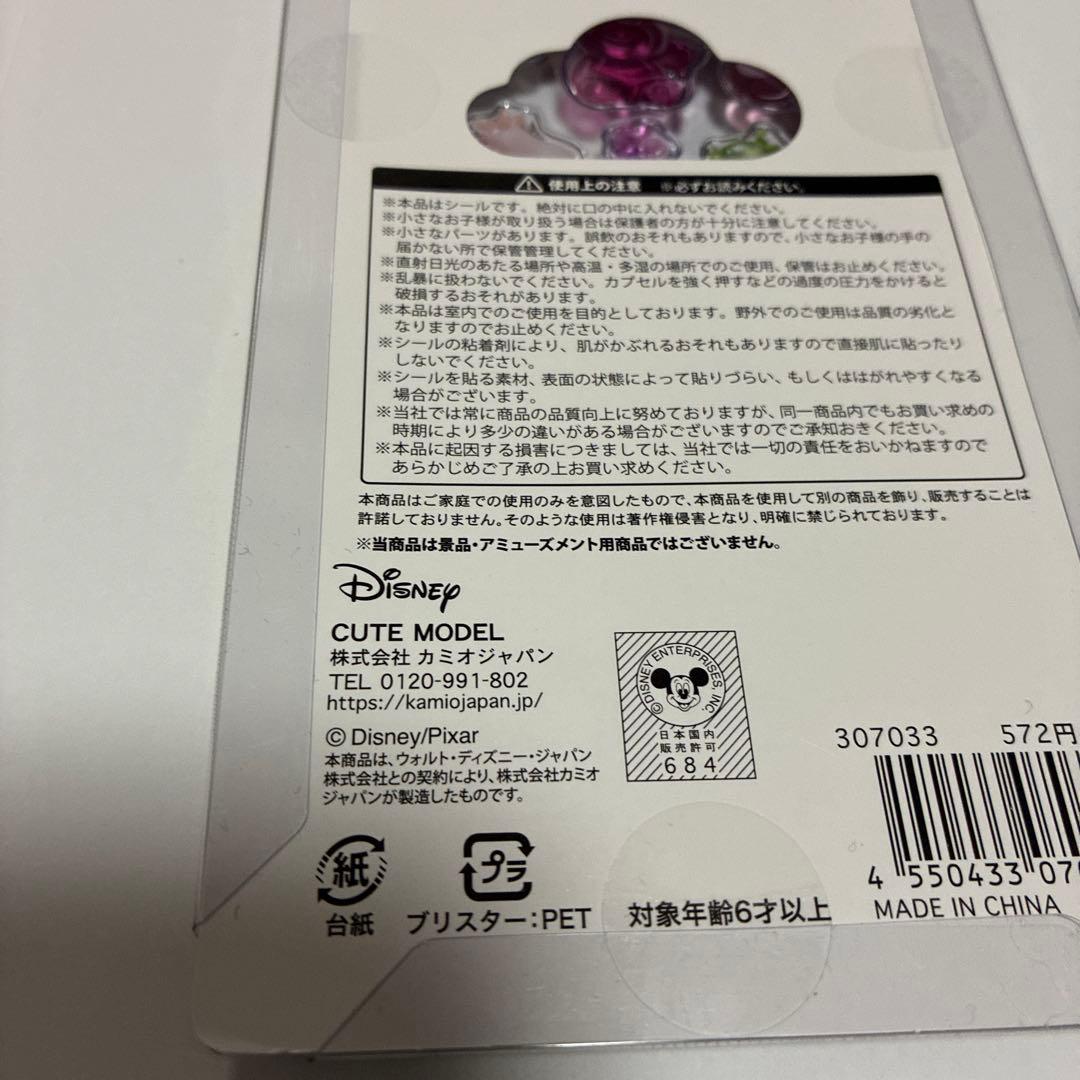 使用上の注意 ※必ずお読みください。
※本品はシールです。絶対に口の中に入れないでください。
※小さなお子様が取り扱う場合は保護者の方が十分に注意してください。
※小さなパーツがあります。誤飲のおそれもありますので、小さなお子様の手の
届かない所で保管管理してください。
※直射日光のあたる場所や高温・多湿の場所でのご使用、保管はお止めください。
※乱暴に扱わないでください。カプセルを強く押すなどの過度の圧力をかけると
破損するおそれがあります。
※本品は室内でのご使用を目的としております。野外でのご使用は品質の劣化と
なりますのでお止めください。
※シールの粘着剤により、肌がかぶれるおそれもありますので直接肌に貼ったり
しないでください。
※シールを貼る素材、表面の状態によって貼りづらい、もしくははがれやすくなる
場合がございます。
※当社では常に商品の品質向上に努めておりますが、同一商品内でもお買い求めの
時期により多少の違いがある場合がございますのでご承知おきください。
※本品に起因する損害につきましては、当社では一切の責任をおいかねますので
あらかじめご了承の上お買い求めください。
本商品はご家庭での使用のみを意図したもので、本商品を使用して別の商品を飾り、販売することは
許諾しておりません。そのような使用は著作権侵害となり、明確に禁じられております。
※当商品は景品・アミューズメント用商品ではございません。
Disney
CUTE MODEL
株式会社 カミオジャパン
TEL 0120-991-802
https://kamiojapan.jp/
© Disney/Pixar
本商品は、ウォルト・ディズニー・ジャパン
株式会社との契約により、株式会社カミオ
ジャパンが製造したものです。
©DISNEY ENTERPRISES, INC.
日本国内
販売許可
684
307033 572円
4 550433 07
MADE IN CHINA
紙
台紙
プラ
ブリスター:PET
対象年齢6才以上